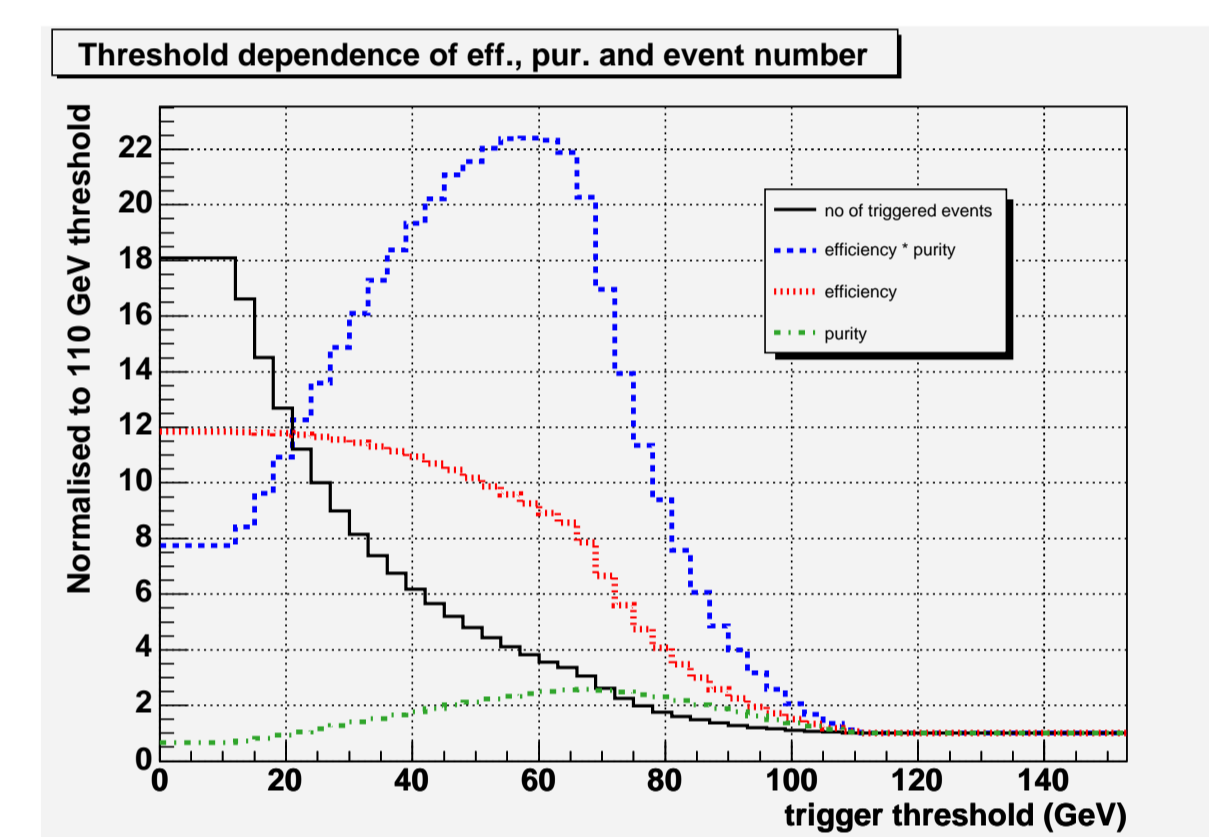 Threshold dependence of eff., pur. and event number
Normalised to 110 GeV threshold
22
20
18
16
14
12
10
8
6
4
2
0
no of triggered events
efficiency * purity
efficiency
purity
0 20 40 60 80 100 120 140
trigger threshold (GeV)